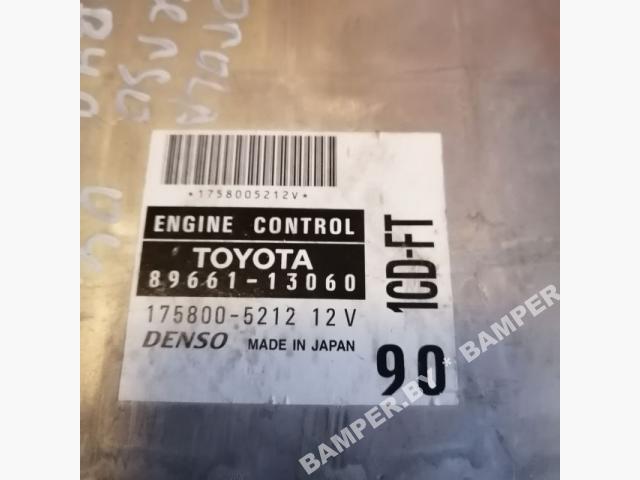 *1758005212V*
ENGINE CONTROL
TOYOTA
89661-13060
175800-5212 12V
DENSO MADE IN JAPAN
1CD-FT
90
BAMPER.BY * BAMPER.BY